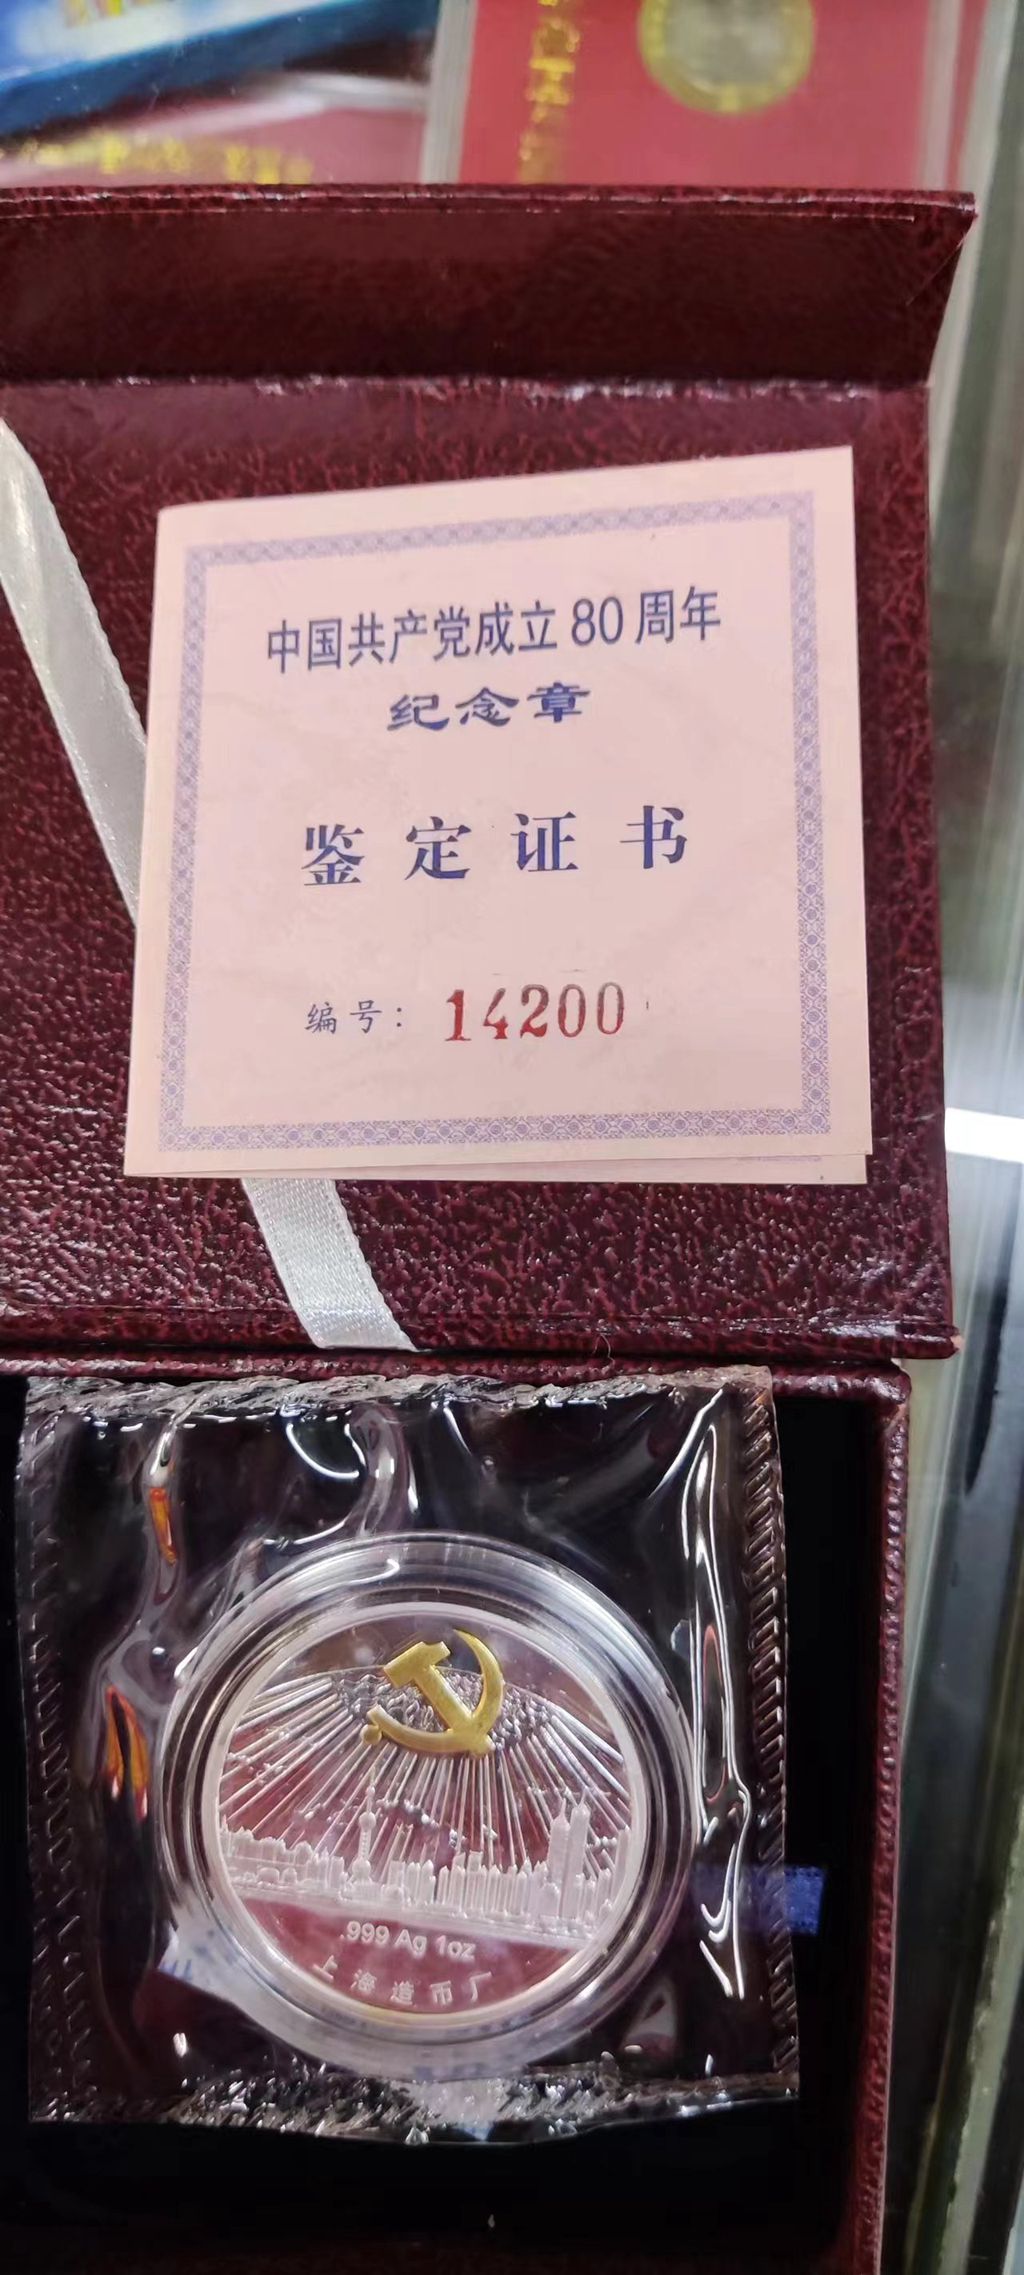 中国共产党成立80周年
纪念章
鉴定证书
编号：14200
.999 Ag 1oz
上海造币厂